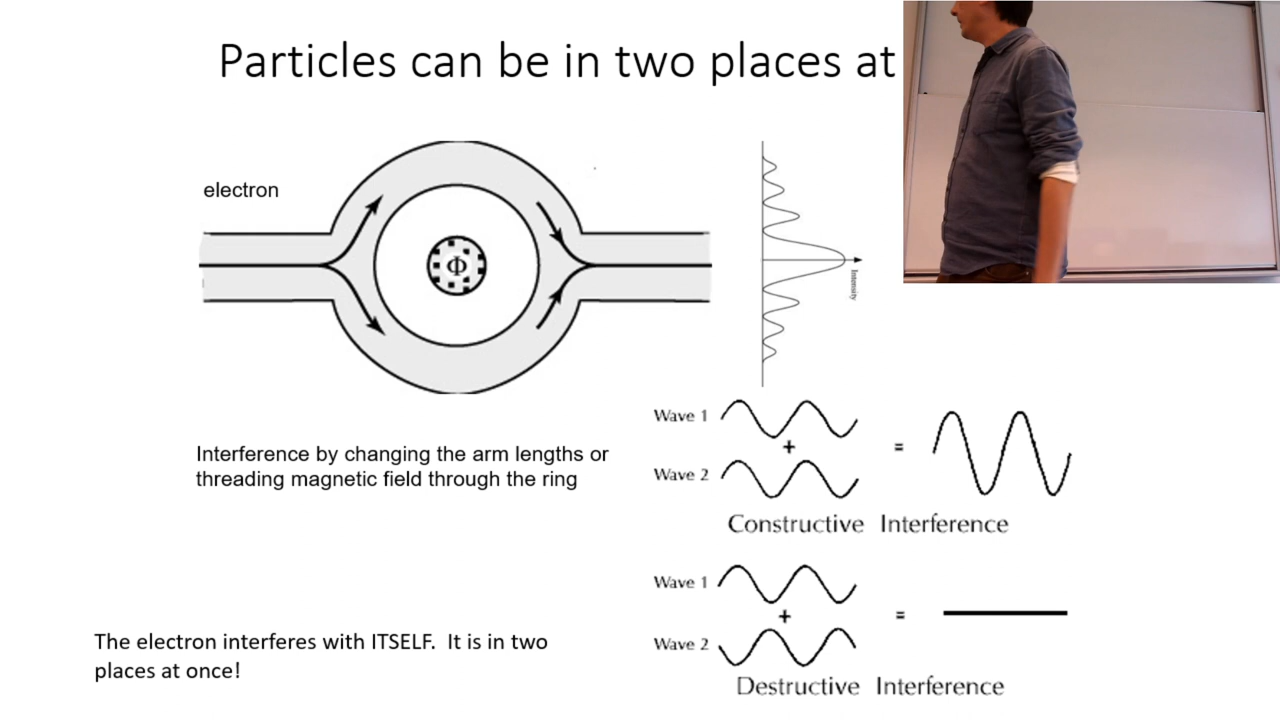 Particles can be in two places at
electron
Φ
Intensity
Interference by changing the arm lengths or
threading magnetic field through the ring
Wave 1
+
=
Wave 2
Constructive Interference
Wave 1
+
=
Wave 2
Destructive Interference
The electron interferes with ITSELF. It is in two
places at once!